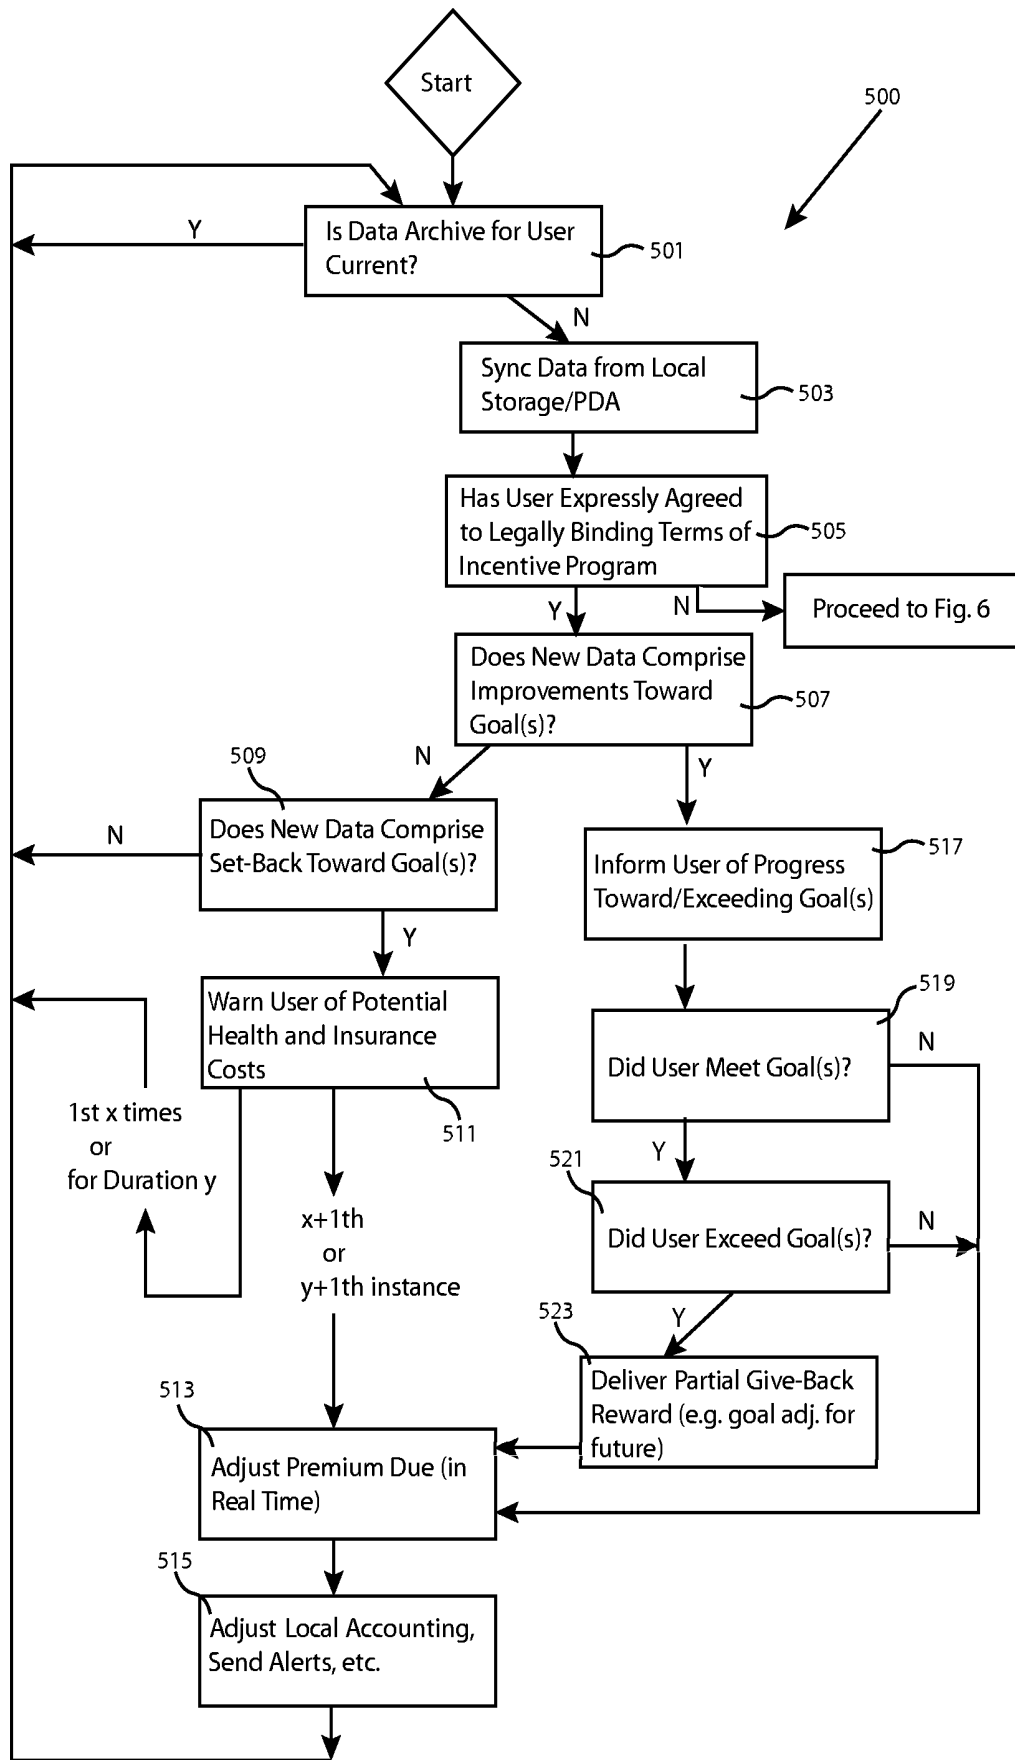 Start
500
Y
Is Data Archive for User
Current?
501
N
Sync Data from Local
Storage/PDA
503
Has User Expressly Agreed
to Legally Binding Terms of
Incentive Program
505
Y
N
Proceed to Fig. 6
Does New Data Comprise
Improvements Toward
Goal(s)?
507
N
Y
509
Does New Data Comprise
Set-Back Toward Goal(s)?
N
Y
Inform User of Progress
Toward/Exceeding Goal(s)
517
Warn User of Potential
Health and Insurance
Costs
511
1st x times
or
for Duration y
x+1th
or
y+1th instance
519
Did User Meet Goal(s)?
N
Y
521
Did User Exceed Goal(s)?
N
Y
523
Deliver Partial Give-Back
Reward (e.g. goal adj. for
future)
513
Adjust Premium Due (in
Real Time)
515
Adjust Local Accounting,
Send Alerts, etc.